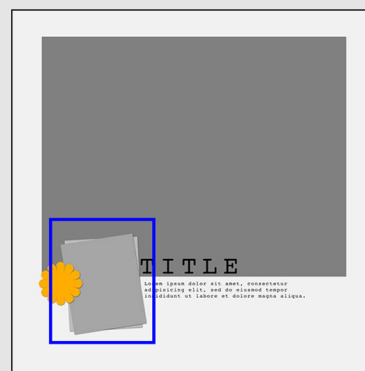 TITLE
Lorem ipsum dolor sit amet, consectetur
adipisicing elit, sed do eiusmod tempor
incididunt ut labore et dolore magna aliqua.